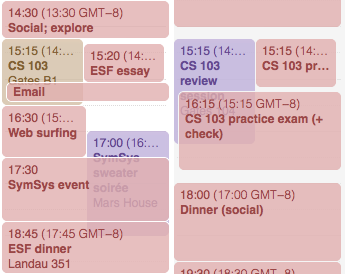 14:30 (13:30 GMT–8)
Social; explore
15:15 (14:…
CS 103
Gates B1
15:20 (14:…
ESF essay
Email
16:30 (15:…
Web surfing
17:00 (16:…
SymSys
sweater
soirée
Mars House
17:30
SymSys event
18:45 (17:45 GMT–8)
ESF dinner
Landau 351
15:15 (14:…
CS 103
review
session
15:15 (14:…
CS 103 pr…
16:15 (15:15 GMT–8)
CS 103 practice exam (+
check)
18:00 (17:00 GMT–8)
Dinner (social)
19:30 (18:30 GMT–8)